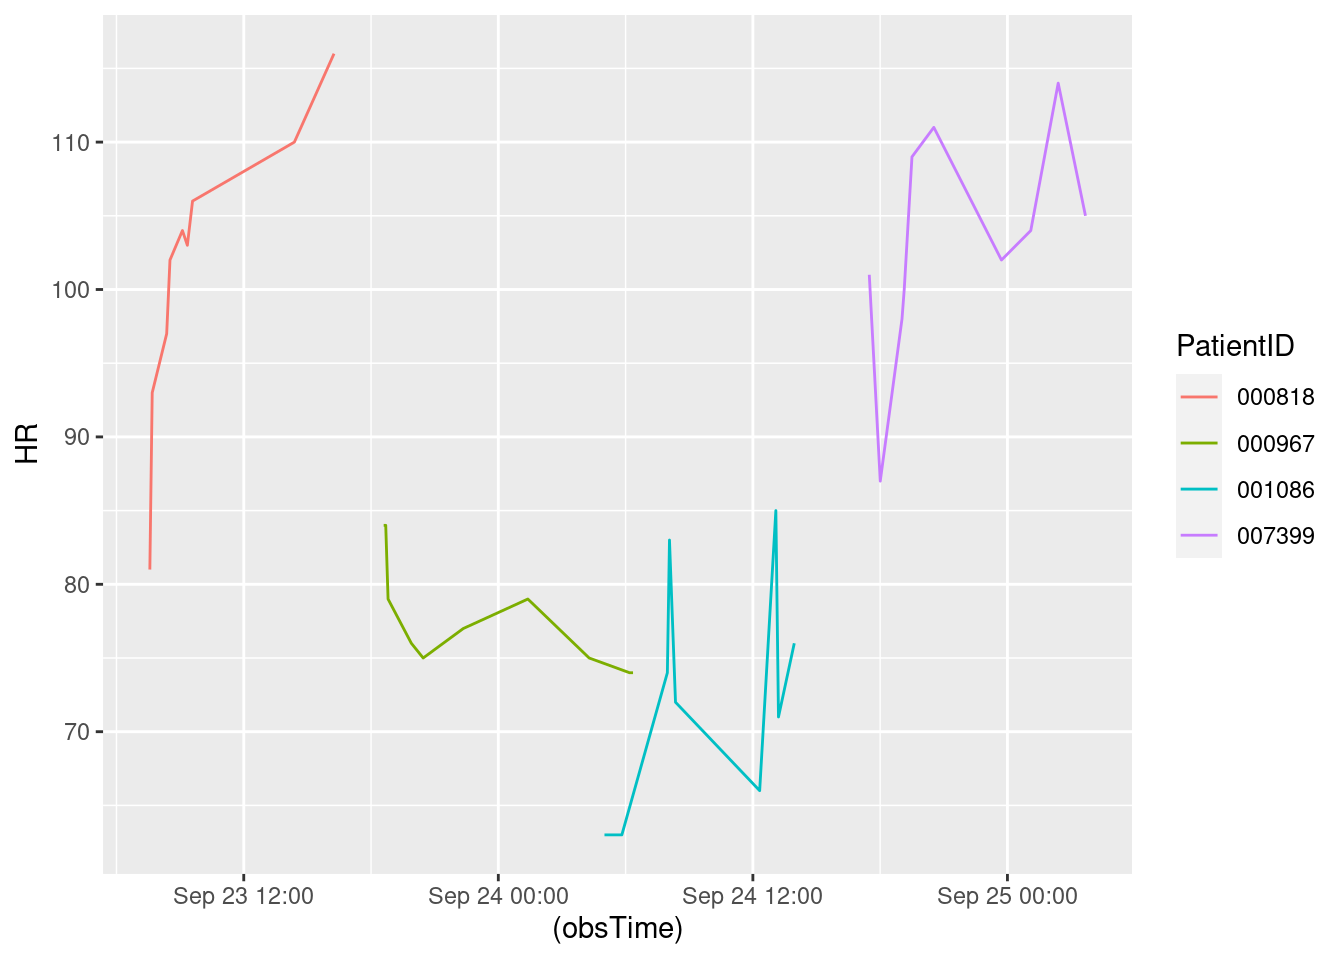 HR
110
100
90
80
70
Sep 23 12:00
Sep 24 00:00
Sep 24 12:00
Sep 25 00:00
(obsTime)
PatientID
000818
000967
001086
007399